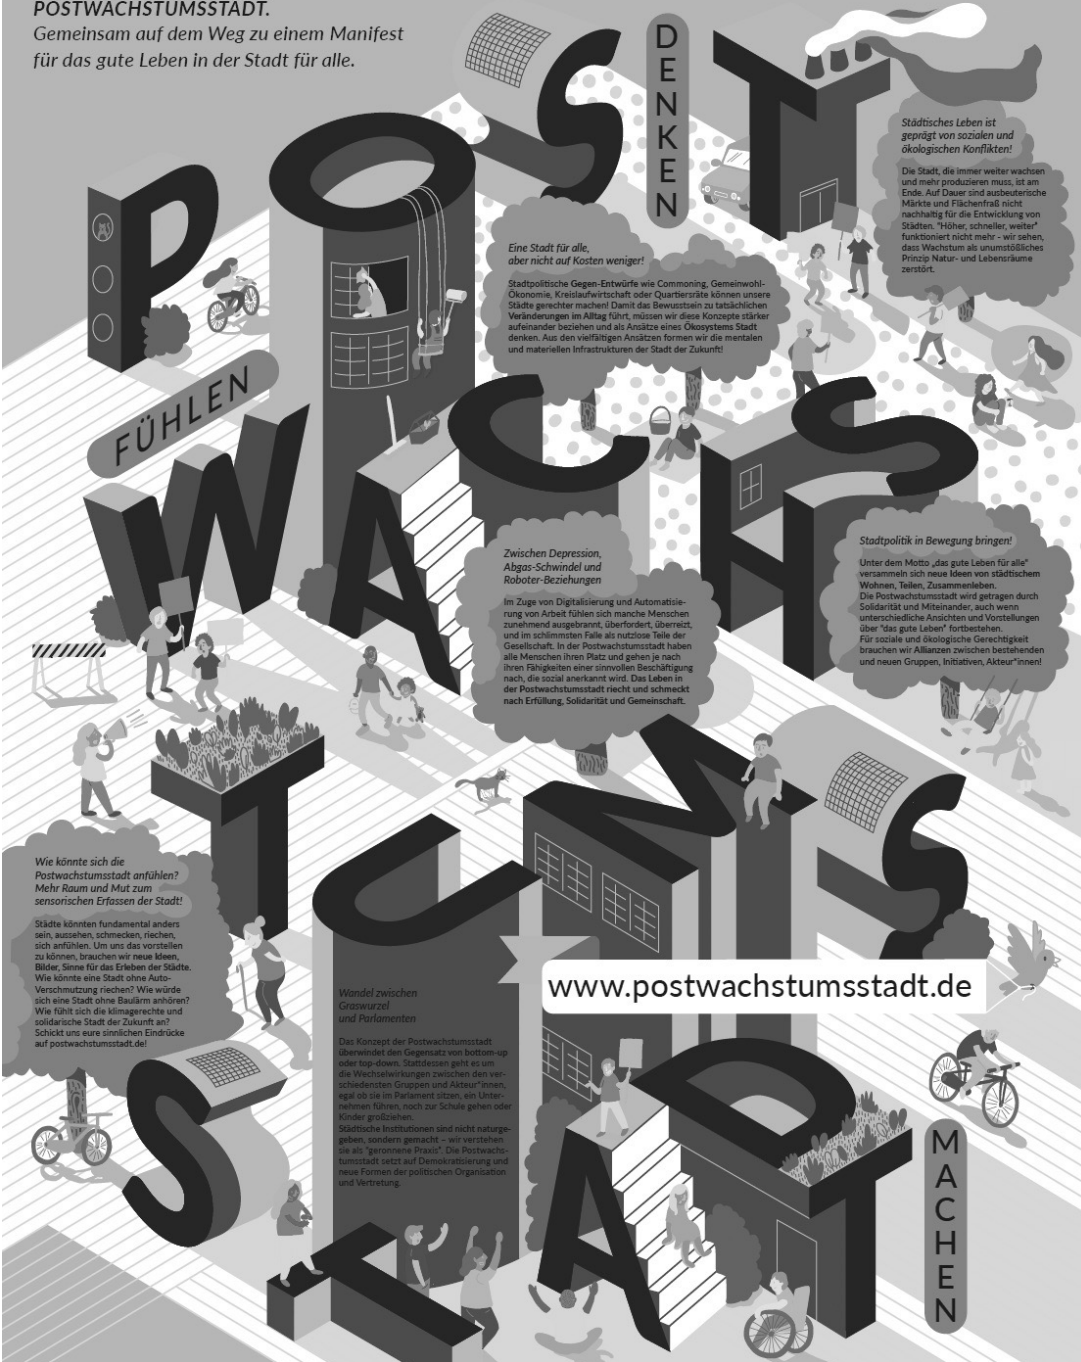 POSTWACHSTUMSSTADT.
Gemeinsam auf dem Weg zu einem Manifest
für das gute Leben in der Stadt für alle.
POST
DENKEN
Städtisches Leben ist
geprägt von sozialen und
ökologischen Konflikten!
Die Stadt, die immer weiter wachsen
und mehr produzieren muss, ist am
Ende. Auf Dauer sind ausbeuterische
Märkte und Flächenfraß nicht
nachhaltig für die Entwicklung von
Städten. "Höher, schneller, weiter"
funktioniert nicht mehr - wir sehen,
dass Wachstum als unumstößliches
Prinzip Natur- und Lebensräume
zerstört.
Eine Stadt für alle,
aber nicht auf Kosten weniger!
Stadtpolitische Gegen-Entwürfe wie Commoning, Gemeinwohl-
Ökonomie, Kreislaufwirtschaft oder Quartiersräte können unsere
Städte gerechter machen! Damit das Bewusstsein zu tatsächlichen
Veränderungen im Alltag führt, müssen wir diese Konzepte stärker
aufeinander beziehen und als Ansätze eines Ökosystems Stadt
denken. Aus den vielfältigen Ansätzen formen wir die mentalen
und materiellen Infrastrukturen der Stadt der Zukunft!
FÜHLEN
WACHS
Zwischen Depression,
Abgas-Schwindel und
Roboter-Beziehungen
Im Zuge von Digitalisierung und Automatisie-
rung von Arbeit fühlen sich manche Menschen
zunehmend ausgebrannt, überfordert, überreizt,
und im schlimmsten Falle als nutzlose Teile der
Gesellschaft. In der Postwachstumsstadt haben
alle Menschen ihren Platz und gehen je nach
ihren Fähigkeiten einer sinnvollen Beschäftigung
nach, die sozial anerkannt wird. Das Leben in
der Postwachstumsstadt riecht und schmeckt
nach Erfüllung, Solidarität und Gemeinschaft.
Stadtpolitik in Bewegung bringen!
Unter dem Motto „das gute Leben für alle"
versammeln sich neue Ideen von städtischem
Wohnen, Teilen, Zusammenleben.
Die Postwachstumsstadt wird getragen durch
Solidarität und Miteinander, auch wenn
unterschiedliche Ansichten und Vorstellungen
über "das gute Leben" fortbestehen.
Für soziale und ökologische Gerechtigkeit
brauchen wir Allianzen zwischen bestehenden
und neuen Gruppen, Initiativen, Akteur*innen!
TUMS
Wie könnte sich die
Postwachstumsstadt anfühlen?
Mehr Raum und Mut zum
sensorischen Erfassen der Stadt!
Städte könnten fundamental anders
sein, aussehen, schmecken, riechen,
sich anfühlen. Um uns das vorstellen
zu können, brauchen wir neue Ideen,
Bilder, Sinne für das Erleben der Städte.
Wie könnte eine Stadt ohne Auto-
Verschmutzung riechen? Wie würde
sich eine Stadt ohne Baulärm anhören?
Wie fühlt sich die klimagerechte und
solidarische Stadt der Zukunft an?
Schickt uns eure sinnlichen Eindrücke
auf postwachstumsstadt.de!
www.postwachstumsstadt.de
Wandel zwischen
Graswurzel
und Parlamenten
Das Konzept der Postwachstumsstadt
überwindet den Gegensatz von bottom-up
oder top-down. Stattdessen geht es um
die Wechselwirkungen zwischen den ver-
schiedensten Gruppen und Akteur*innen,
egal ob sie im Parlament sitzen, ein Unter-
nehmen führen, noch zur Schule gehen oder
Kinder großziehen.
Städtische Institutionen sind nicht naturge-
geben, sondern gemacht – wir verstehen
sie als "geronnene Praxis". Die Postwachs-
tumsstadt setzt auf Demokratisierung und
neue Formen der politischen Organisation
und Vertretung.
STADT
MACHEN